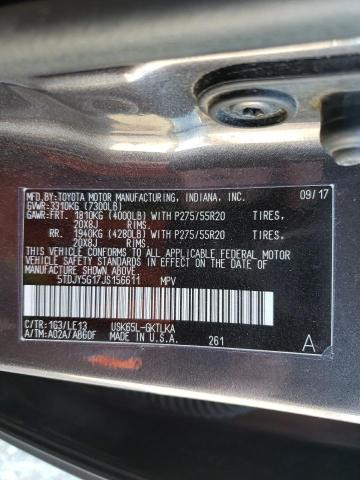 MFD.BY:TOYOTA MOTOR MANUFACTURING, INDIANA, INC. 09/17
GVWR:3310KG (7300LB)
GAWR:FRT. 1810KG (4000LB) WITH P275/55R20 TIRES,
20X8J RIMS.
RR. 1940KG (4280LB) WITH P275/55R20 TIRES,
20X8J RIMS.
THIS VEHICLE CONFORMS TO ALL APPLICABLE FEDERAL MOTOR
VEHICLE SAFETY STANDARDS IN EFFECT ON THE DATE OF
MANUFACTURE SHOWN ABOVE.
5TDJY5G17JS156611 MPV
C/TR:1G3/LE13 USK65L-GKTLKA
A/TM:A02A/AB60F MADE IN U.S.A. 261 A